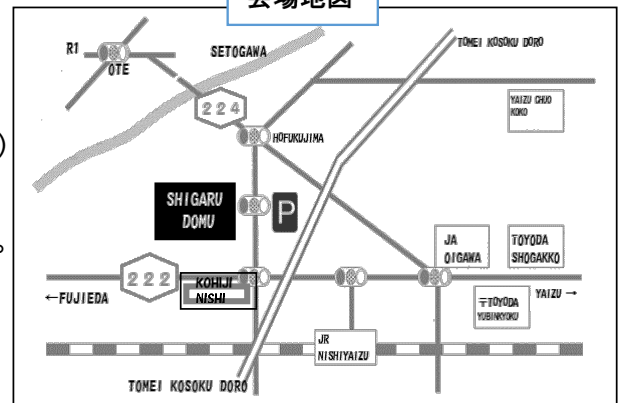 会場地図
R1
OTE
SETOGAWA
TOMEI KOSOKU DORO
224
HOFUKUJIMA
YAIZU CHUO
KOKO
)
SHIGARU
DOMU
P
。
JA
OIGAWA
TOYODA
SHOGAKKO
222
KOHIJI
NISHI
←FUJIEDA
YAIZU →
〒TOYODA
YUBINKYOKU
JR
NISHIYAIZU
TOMEI KOSOKU DORO